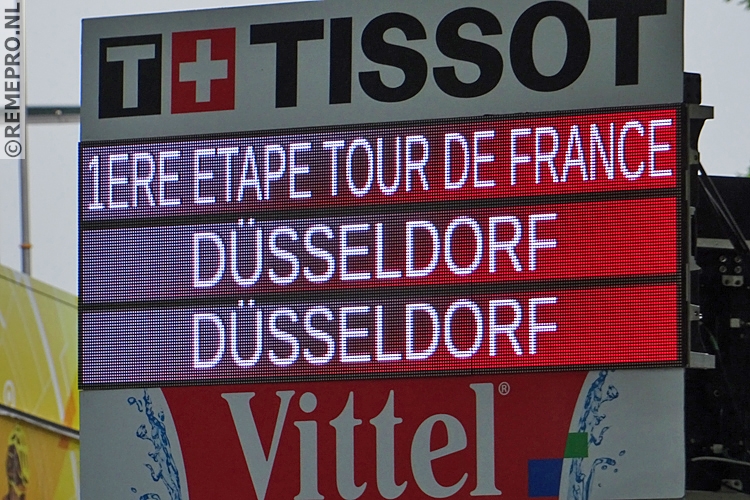 ©REMEPRO.NL
T+ TISSOT
1ERE ETAPE TOUR DE FRANCE
DÜSSELDORF
DÜSSELDORF
Vittel®